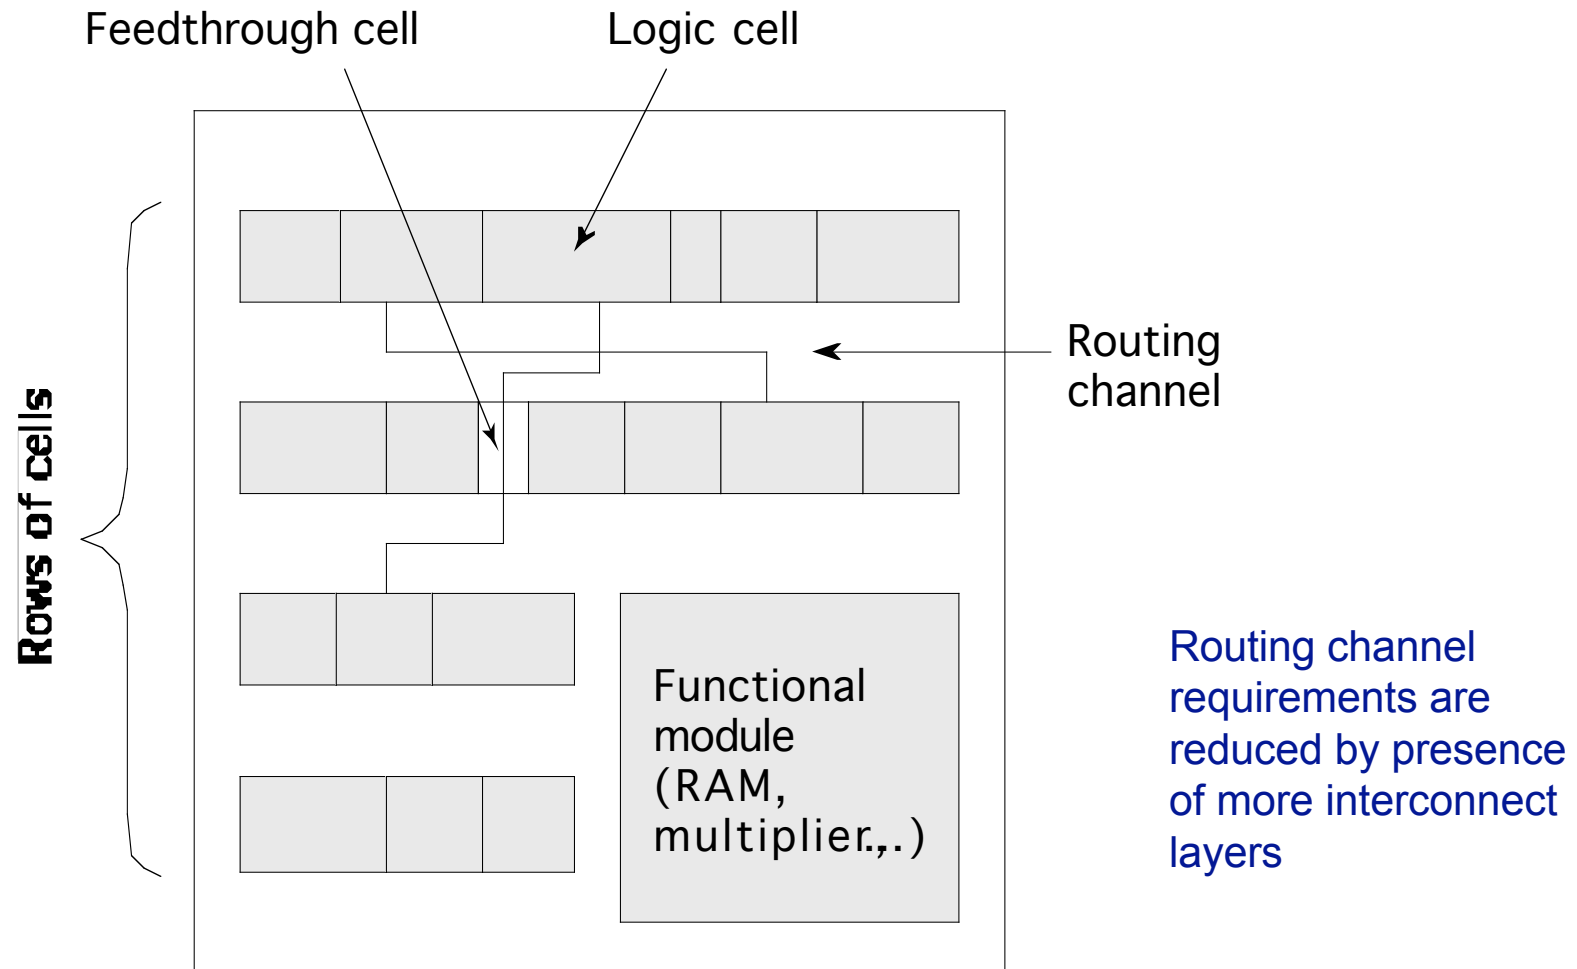 Feedthrough cell
Logic cell
Routing
channel
Rows of cells
Functional
module
(RAM,
multiplier.,.)
Routing channel
requirements are
reduced by presence
of more interconnect
layers